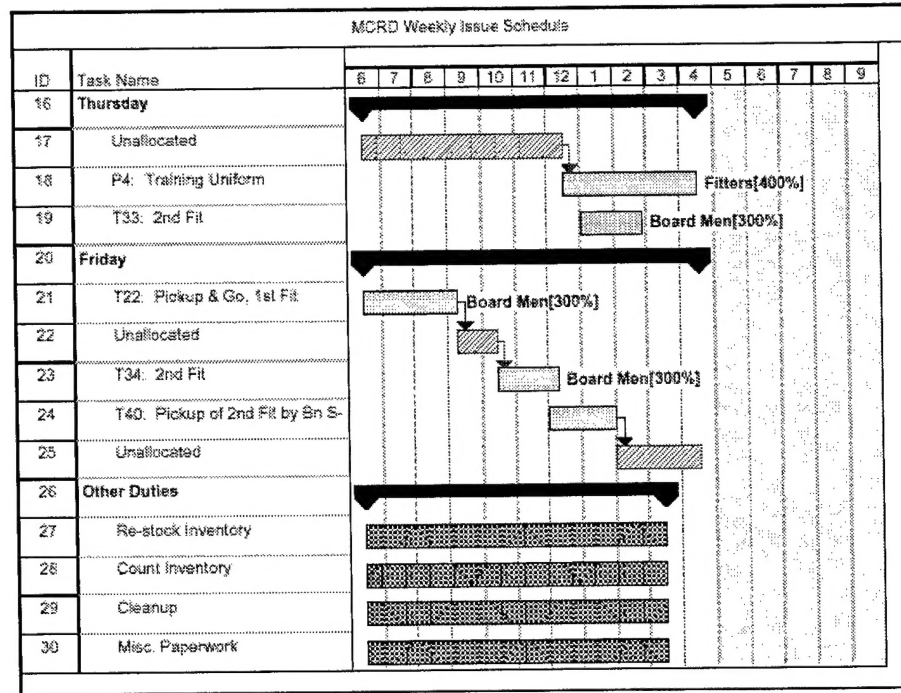 MCRD Weekly Issue Schedule
ID Task Name 6 7 8 9 10 11 12 1 2 3 4 5 6 7 8 9
16 Thursday
17 Unallocated
18 P4: Training Uniform Fitters[400%]
19 T33: 2nd Fit Board Men[300%]
20 Friday
21 T22: Pickup & Go, 1st Fit Board Men[300%]
22 Unallocated
23 T34: 2nd Fit Board Men[300%]
24 T40: Pickup of 2nd Fit by Bn S-
25 Unallocated
26 Other Duties
27 Re-stock Inventory
28 Count Inventory
29 Cleanup
30 Misc. Paperwork